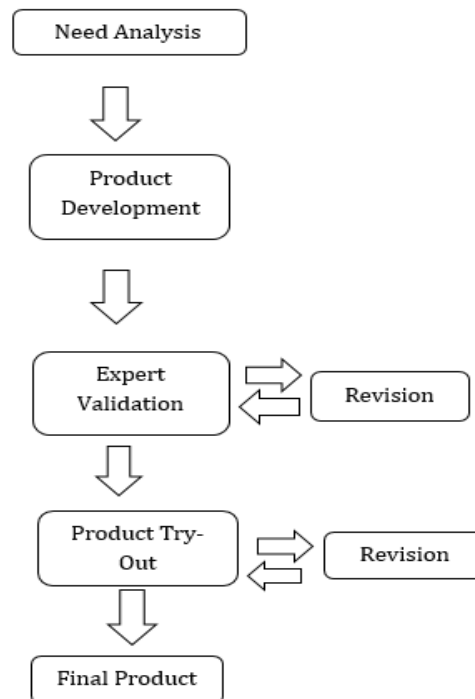 Need Analysis
Product
Development
Expert
Validation
Revision
Product Try-
Out
Revision
Final Product